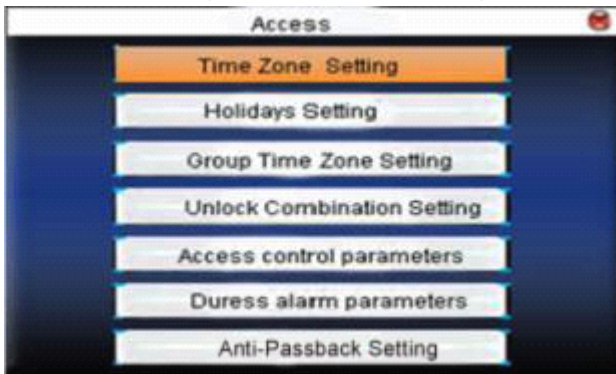 Access
Time Zone Setting
Holidays Setting
Group Time Zone Setting
Unlock Combination Setting
Access control parameters
Duress alarm parameters
Anti-Passback Setting